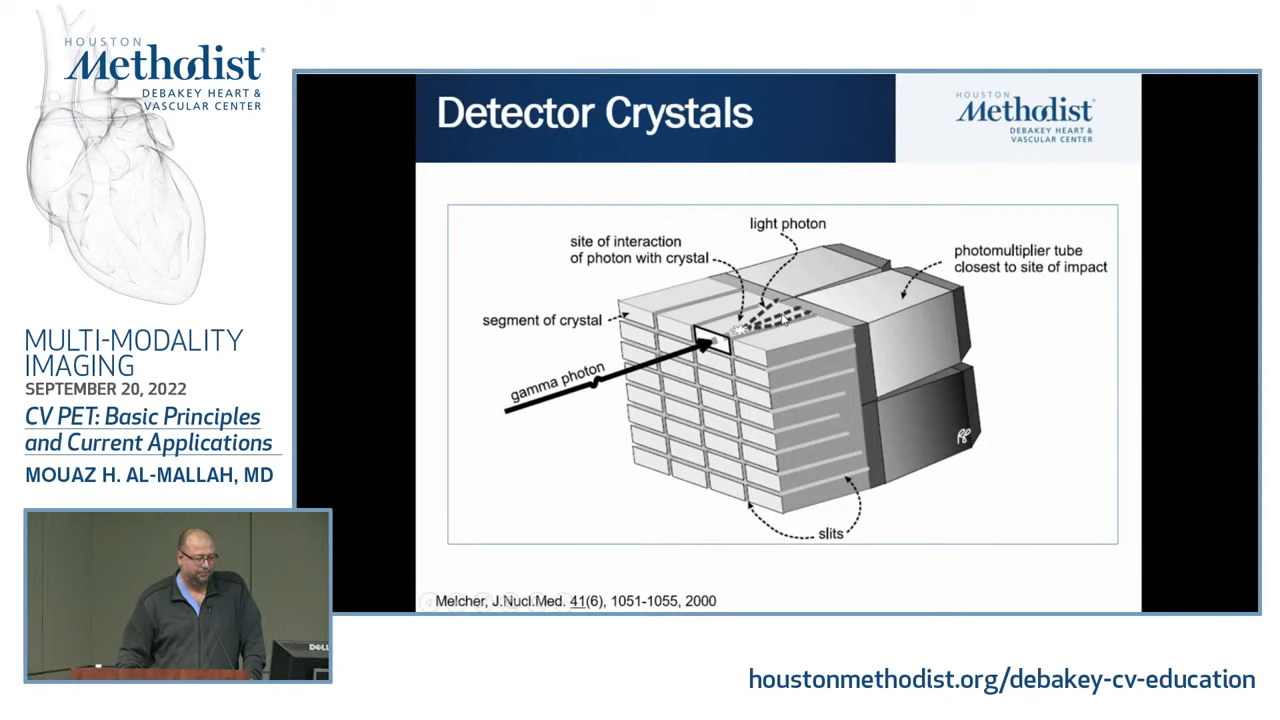 HOUSTON
Methodist®
DEBAKEY HEART &
VASCULAR CENTER
MULTI-MODALITY
IMAGING
SEPTEMBER 20, 2022
CV PET: Basic Principles
and Current Applications
MOUAZ H. AL-MALLAH, MD
Detector Crystals
HOUSTON
Methodist®
DEBAKEY HEART &
VASCULAR CENTER
light photon
site of interaction
of photon with crystal
photomultiplier tube
closest to site of impact
segment of crystal
gamma photon
slits
Melcher, J.Nucl.Med. 41(6), 1051-1055, 2000
DELL
houstonmethodist.org/debakey-cv-education